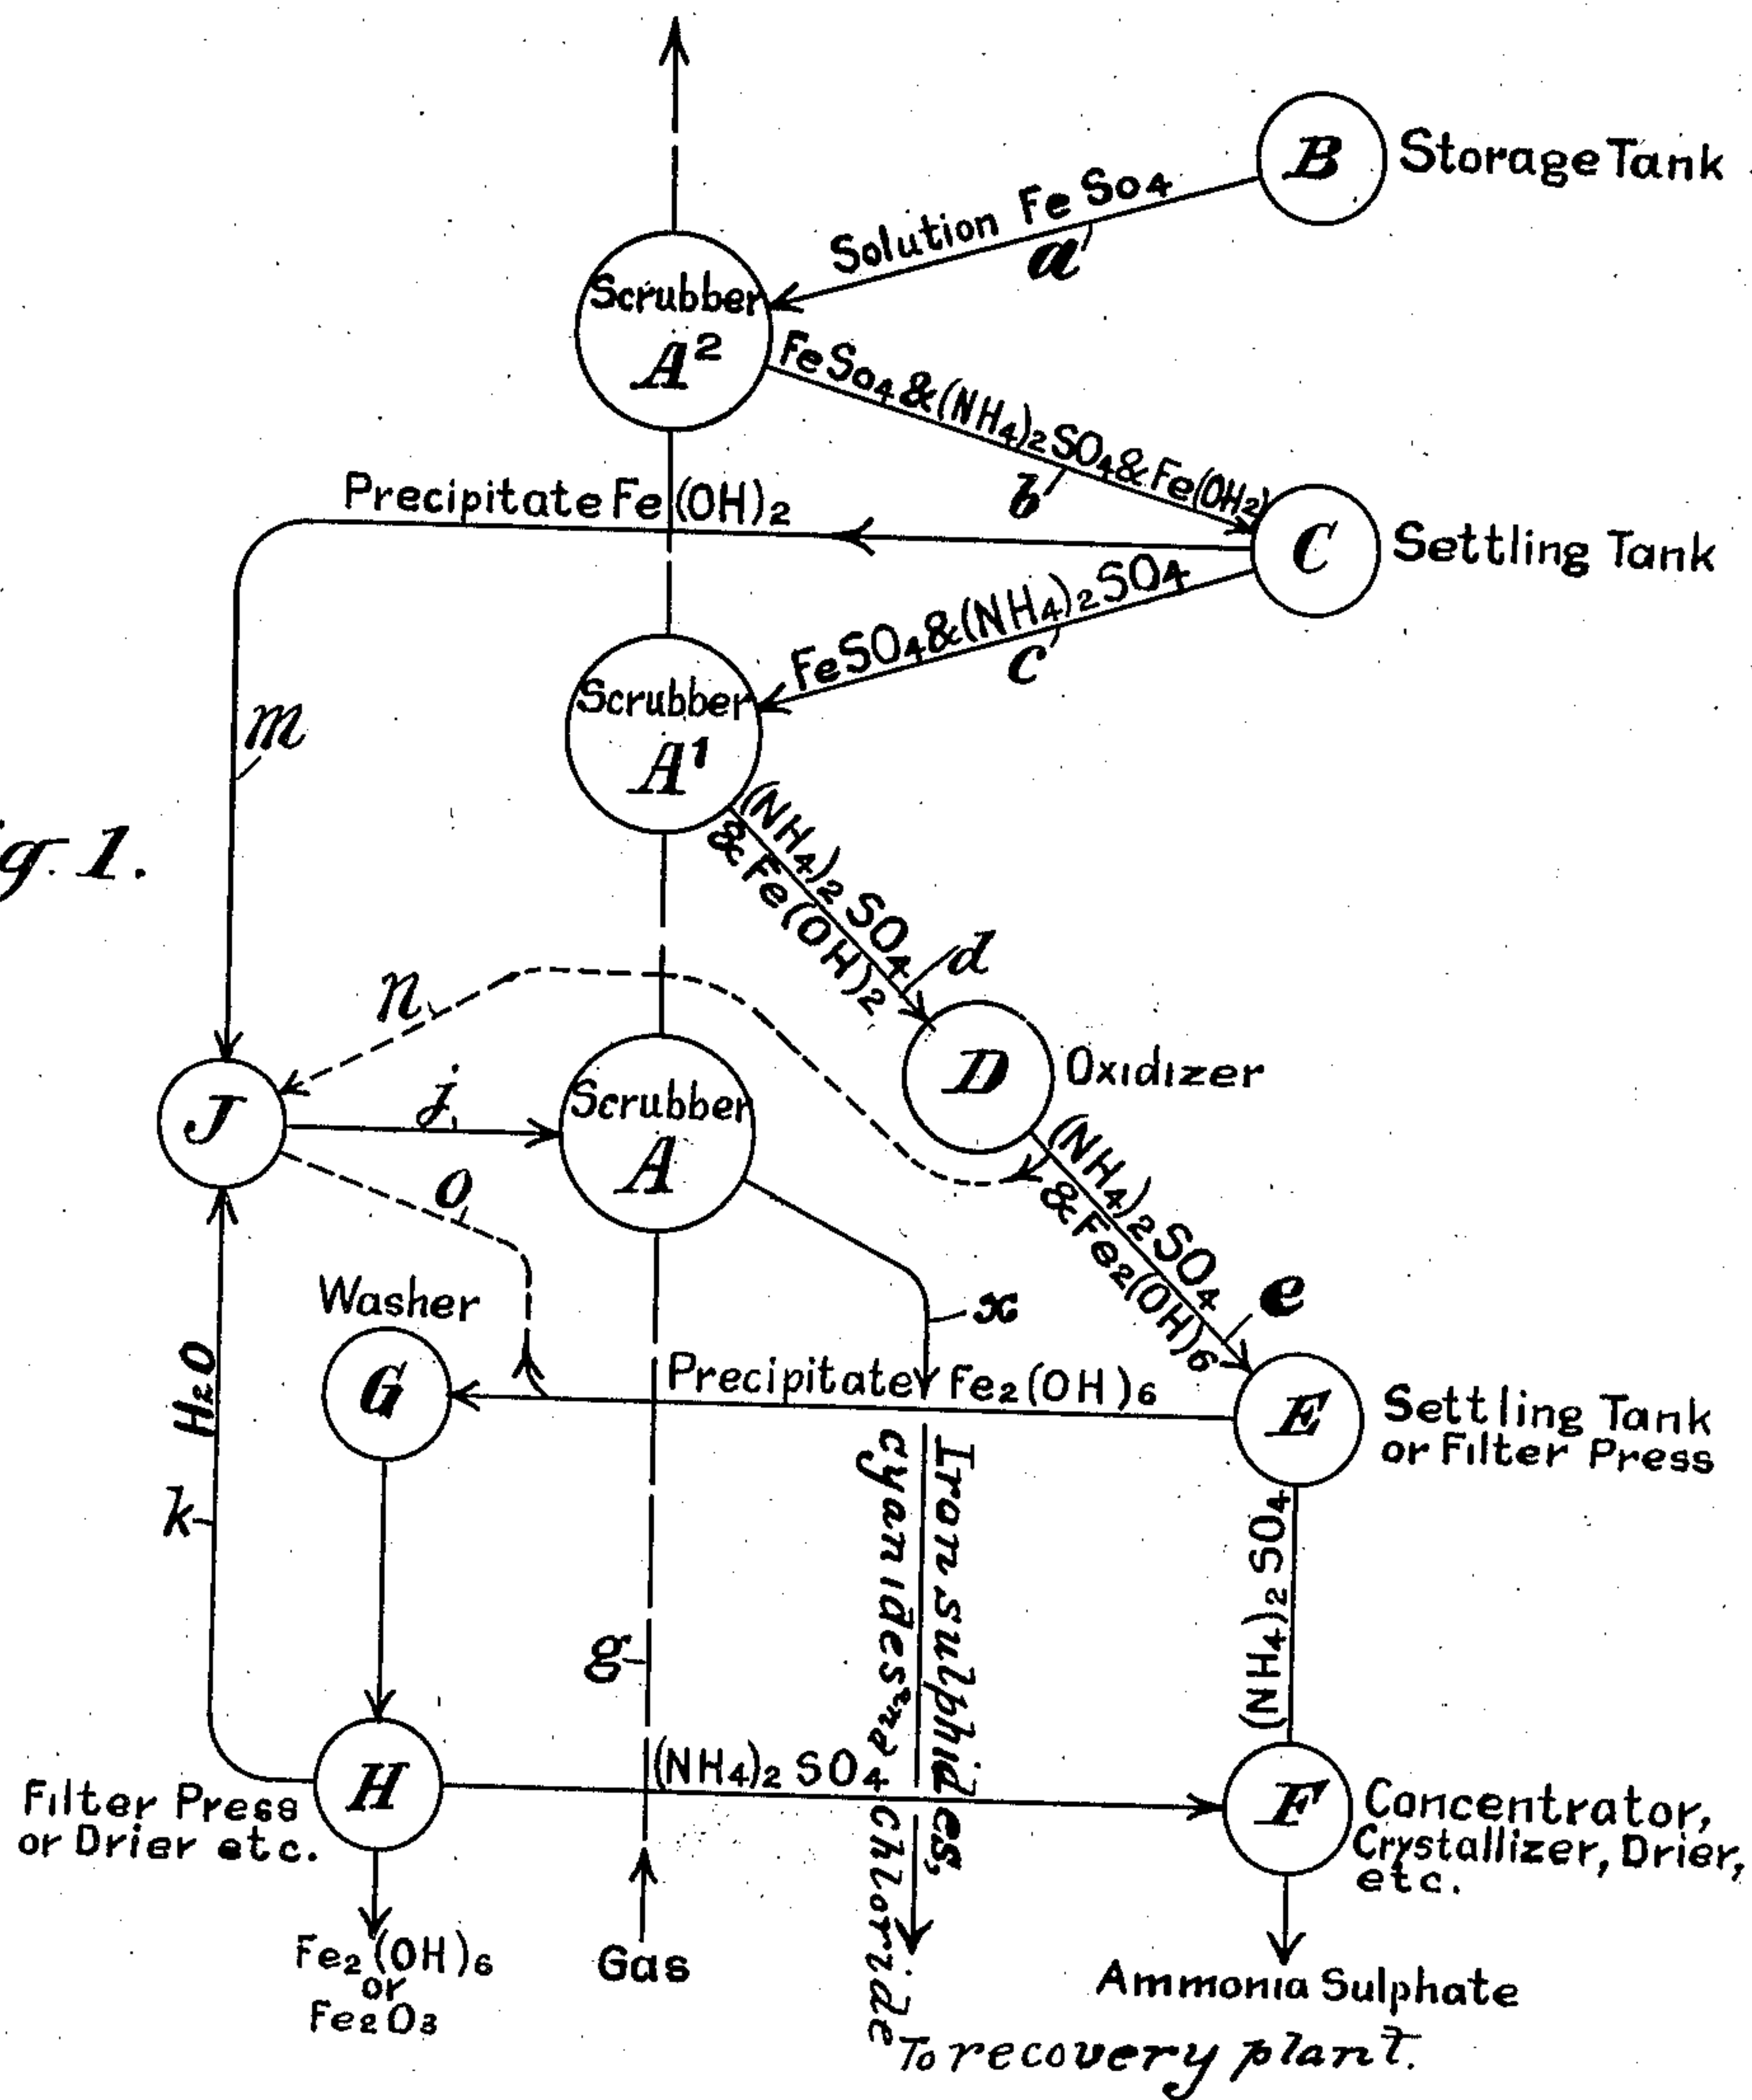 B Storage Tank
Solution FeSo4
a
Scrubber
A²
FeSo4 & (NH4)2SO4 & Fe(OH2)
b
Precipitate Fe(OH)2
C Settling Tank
FeSO4 & (NH4)2SO4
c
Scrubber
A¹
m
g. 1.
(NH4)2SO4
& Fe(OH)2
d
n
D Oxidizer
J
j
Scrubber
A
o
(NH4)2SO4
& Fe2(OH)6
e
x
Washer
G
Precipitate Fe2(OH)6
E Settling Tank
or Filter Press
H2O
k
Iron sulphides,
cyanides and chloride
(NH4)2SO4
g
H
Filter Press
or Drier etc.
(NH4)2 SO4
F Concentrator,
Crystallizer, Drier,
etc.
Fe2(OH)6
or
Fe2O3
Gas
Ammonia Sulphate
To recovery plant.